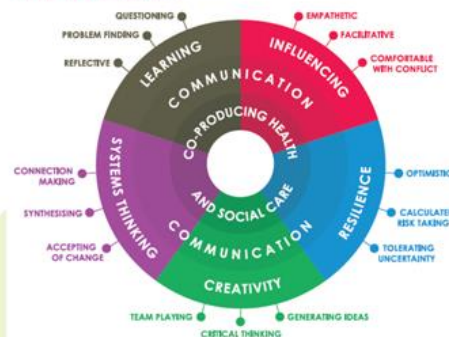 QUESTIONING
PROBLEM FINDING
REFLECTIVE
EMPATHETIC
FACILITATIVE
COMFORTABLE
WITH CONFLICT
LEARNING
INFLUENCING
COMMUNICATION
CO-PRODUCING HEALTH
AND SOCIAL CARE
COMMUNICATION
SYSTEMS THINKING
RESILIENCE
CREATIVITY
CONNECTION
MAKING
SYNTHESISING
ACCEPTING
OF CHANGE
OPTIMISTIC
CALCULATED
RISK TAKING
TOLERATING
UNCERTAINTY
TEAM PLAYING
CRITICAL THINKING
GENERATING IDEAS